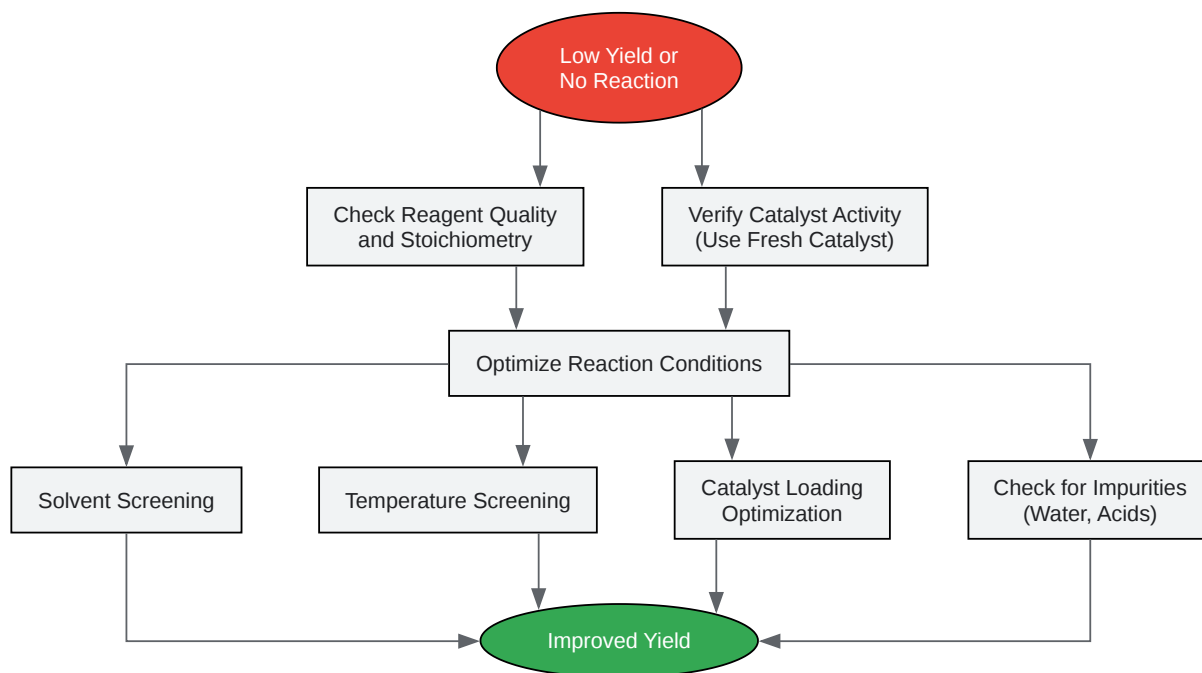 Low Yield or
No Reaction
Check Reagent Quality
and Stoichiometry
Verify Catalyst Activity
(Use Fresh Catalyst)
Optimize Reaction Conditions
Solvent Screening
Temperature Screening
Catalyst Loading
Optimization
Check for Impurities
(Water, Acids)
Improved Yield